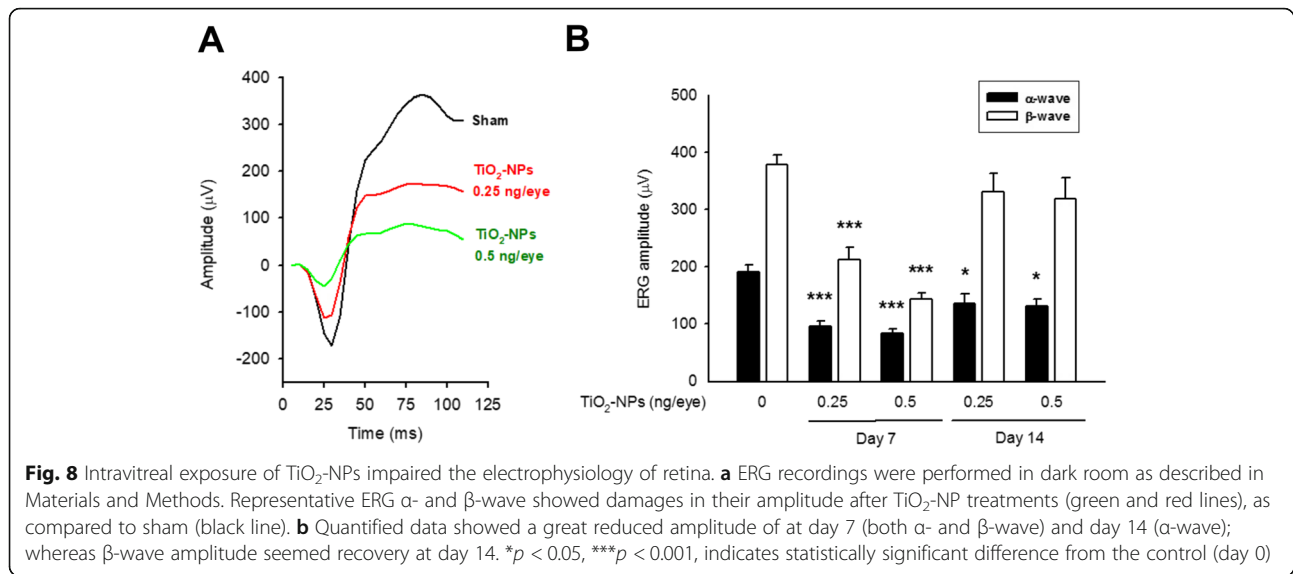 A
B
400
300
200
100
0
-100
-200
Amplitude (µV)
0 25 50 75 100 125
Time (ms)
Sham
TiO₂-NPs
0.25 ng/eye
TiO₂-NPs
0.5 ng/eye
500
400
300
200
100
0
ERG amplitude (µV)
α-wave
β-wave
*** *** *** *** * *
TiO₂-NPs (ng/eye) 0 0.25 0.5 0.25 0.5
Day 7 Day 14
Fig. 8 Intravitreal exposure of TiO₂-NPs impaired the electrophysiology of retina. a ERG recordings were performed in dark room as described in
Materials and Methods. Representative ERG α- and β-wave showed damages in their amplitude after TiO₂-NP treatments (green and red lines), as
compared to sham (black line). b Quantified data showed a great reduced amplitude of at day 7 (both α- and β-wave) and day 14 (α-wave);
whereas β-wave amplitude seemed recovery at day 14. *p < 0.05, ***p < 0.001, indicates statistically significant difference from the control (day 0)